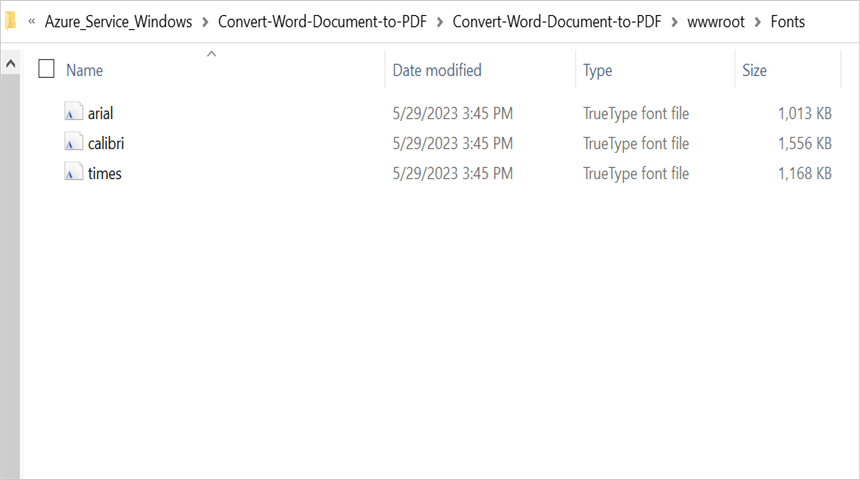 « Azure_Service_Windows > Convert-Word-Document-to-PDF > Convert-Word-Document-to-PDF > wwwroot > Fonts
Name Date modified Type Size
arial 5/29/2023 3:45 PM TrueType font file 1,013 KB
calibri 5/29/2023 3:45 PM TrueType font file 1,556 KB
times 5/29/2023 3:45 PM TrueType font file 1,168 KB